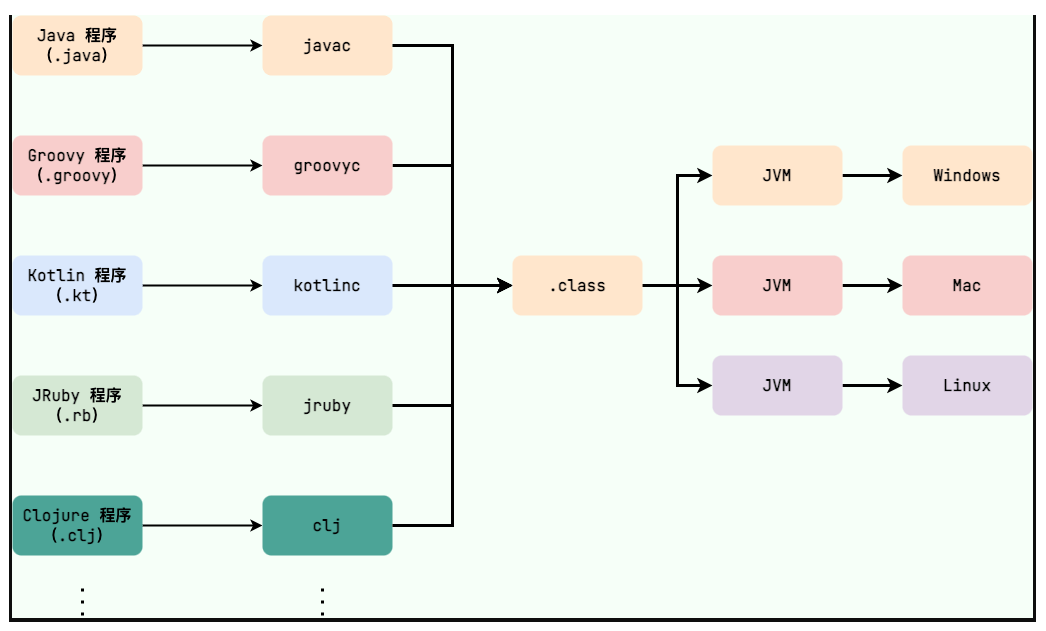 Java 程序
(.java)
javac
Groovy 程序
(.groovy)
groovyc
JVM
Windows
Kotlin 程序
(.kt)
kotlinc
.class
JVM
Mac
JRuby 程序
(.rb)
jruby
JVM
Linux
Clojure 程序
(.clj)
clj